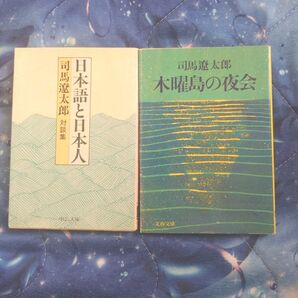 日本語と日本人
司馬遼太郎
対談集
中公文庫
司馬遼太郎
木曜島の夜会
文春文庫